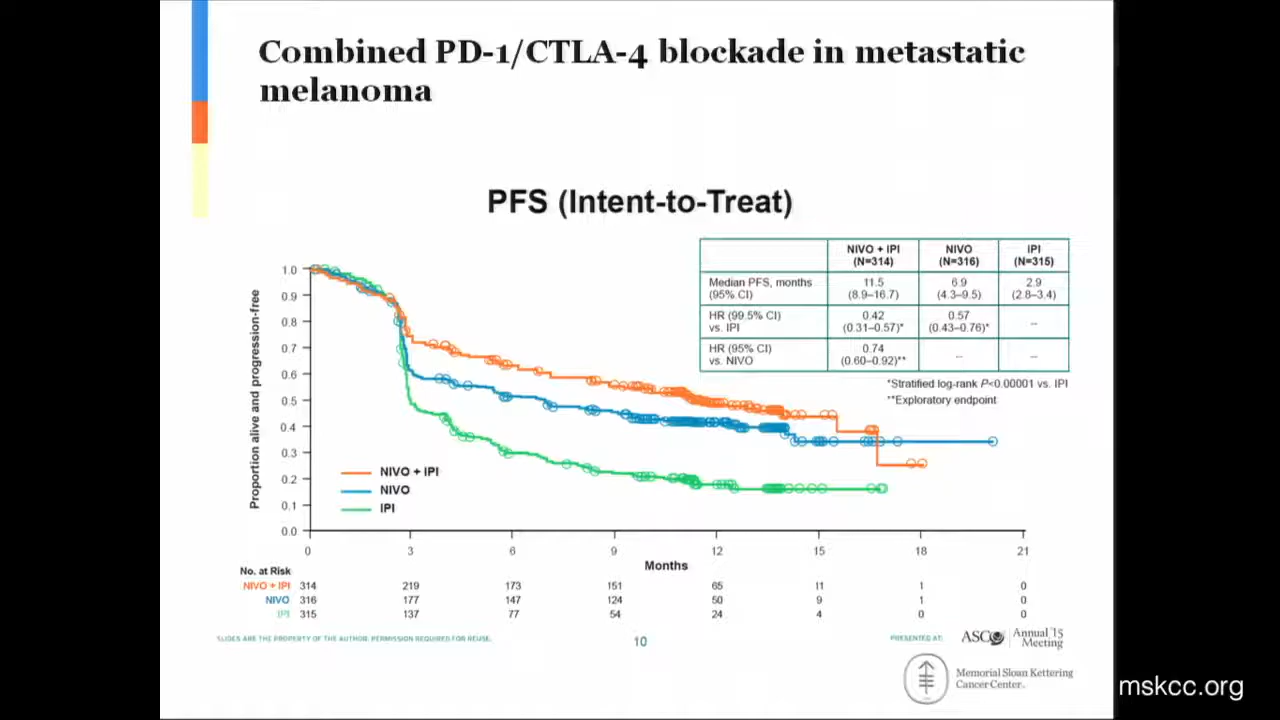 Combined PD-1/CTLA-4 blockade in metastatic
melanoma
PFS (Intent-to-Treat)
NIVO + IPI (N=314) NIVO (N=316) IPI (N=315)
Median PFS, months (95% CI) 11.5 (8.9–16.7) 6.9 (4.3–9.5) 2.9 (2.8–3.4)
HR (99.5% CI) vs. IPI 0.42 (0.31–0.57)* 0.57 (0.43–0.76)* --
HR (95% CI) vs. NIVO 0.74 (0.60–0.92)** -- --
*Stratified log-rank P<0.00001 vs. IPI
**Exploratory endpoint
Proportion alive and progression-free
1.0
0.9
0.8
0.7
0.6
0.5
0.4
0.3
0.2
0.1
0.0
NIVO + IPI
NIVO
IPI
0 3 6 9 12 15 18 21
Months
No. at Risk
NIVO + IPI 314 219 173 151 65 11 1 0
NIVO 316 177 147 124 50 9 1 0
IPI 315 137 77 54 24 4 0 0
SLIDES ARE THE PROPERTY OF THE AUTHOR. PERMISSION REQUIRED FOR REUSE.
10
PRESENTED AT:
ASCO Annual '15
Meeting
Memorial Sloan Kettering
Cancer Center.
mskcc.org